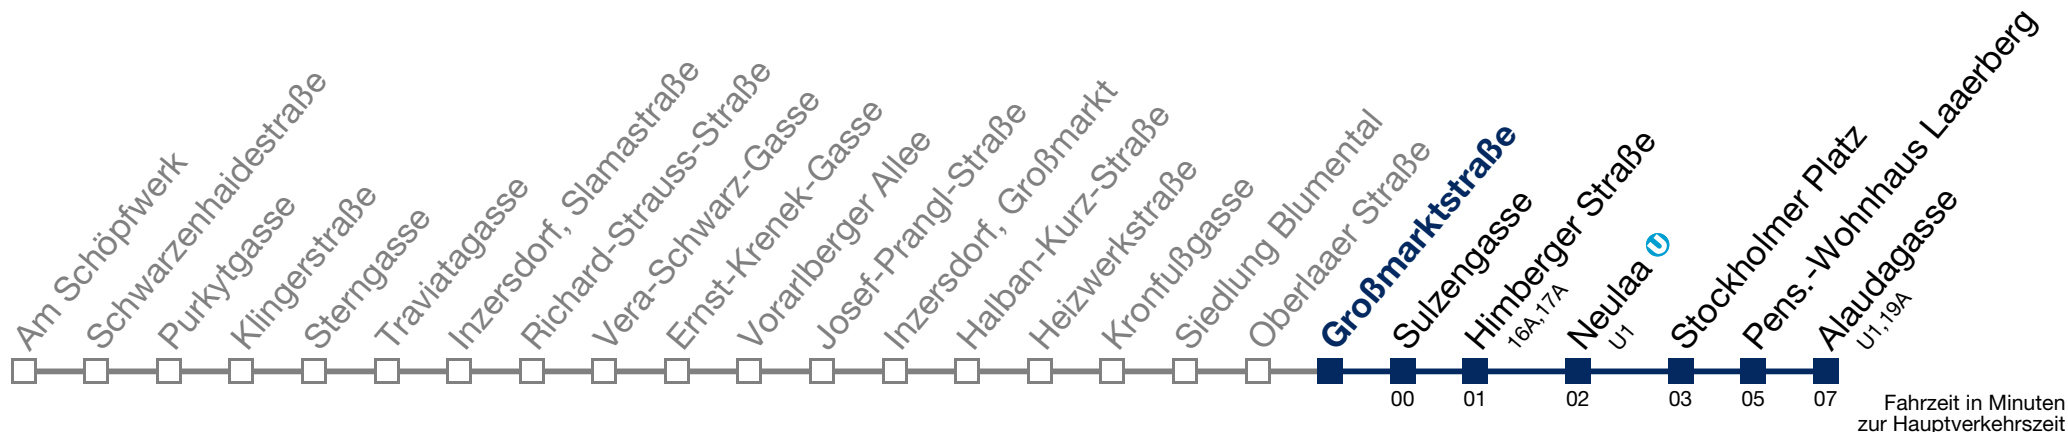 Am Schöpfwerk
Schwarzenhaidestraße
Purkytgasse
Klingerstraße
Sterngasse
Traviatagasse
Inzersdorf, Slamastraße
Richard-Strauss-Straße
Vera-Schwarz-Gasse
Ernst-Krenek-Gasse
Vorarlberger Allee
Josef-Prangl-Straße
Inzersdorf, Großmarkt
Halban-Kurz-Straße
Heizwerkstraße
Kronfußgasse
Siedlung Blumental
Oberlaaer Straße
Großmarktstraße
Sulzengasse
Himberger Straße
16A,17A
Neulaa U
U1
Stockholmer Platz
Pens.-Wohnhaus Laaerberg
Alaudagasse
U1,19A
00 01 02 03 05 07
Fahrzeit in Minuten
zur Hauptverkehrszeit